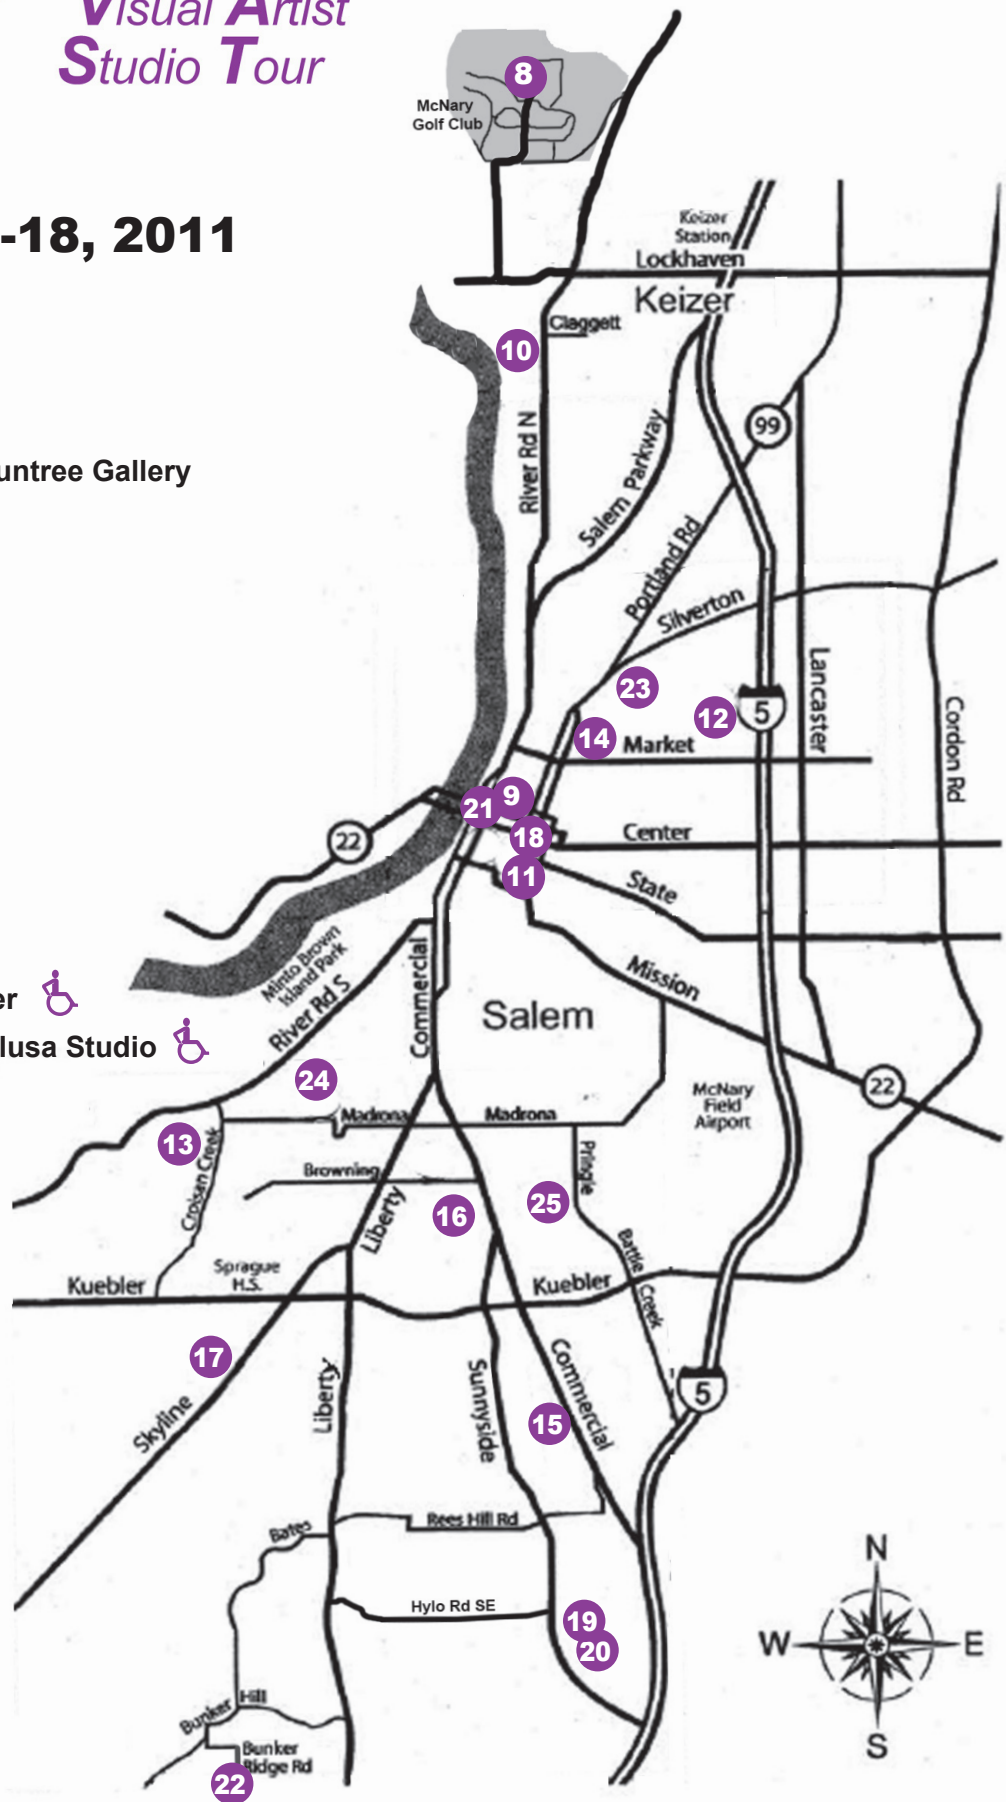 Visual Artist
Studio Tour
8
McNary
Golf Club
-18, 2011
Keizer
Station
Lockhaven
Keizer
Claggett
10
99
River Rd N
Salem Parkway
untree Gallery
Portland Rd
Silverton
Lancaster
23
12
5
Cordon Rd
14
Market
9
21
22
18
Center
11
State
Minto Brown
Island Park
Mission
er
River Rd S
Commercial
Salem
lusa Studio
24
22
McNary
Field
Airport
Madrona
Madrona
13
Croisan Creek
Pringle
Browning
25
16
Liberty
Battle Creek
Sprague
H.S.
Kuebler
Kuebler
17
Commercial
Liberty
Sunnyside
5
Skyline
15
Rees Hill Rd
Bates
N
Hylo Rd SE
19
W
E
20
Bunker Hill
S
Bunker
Ridge Rd
22